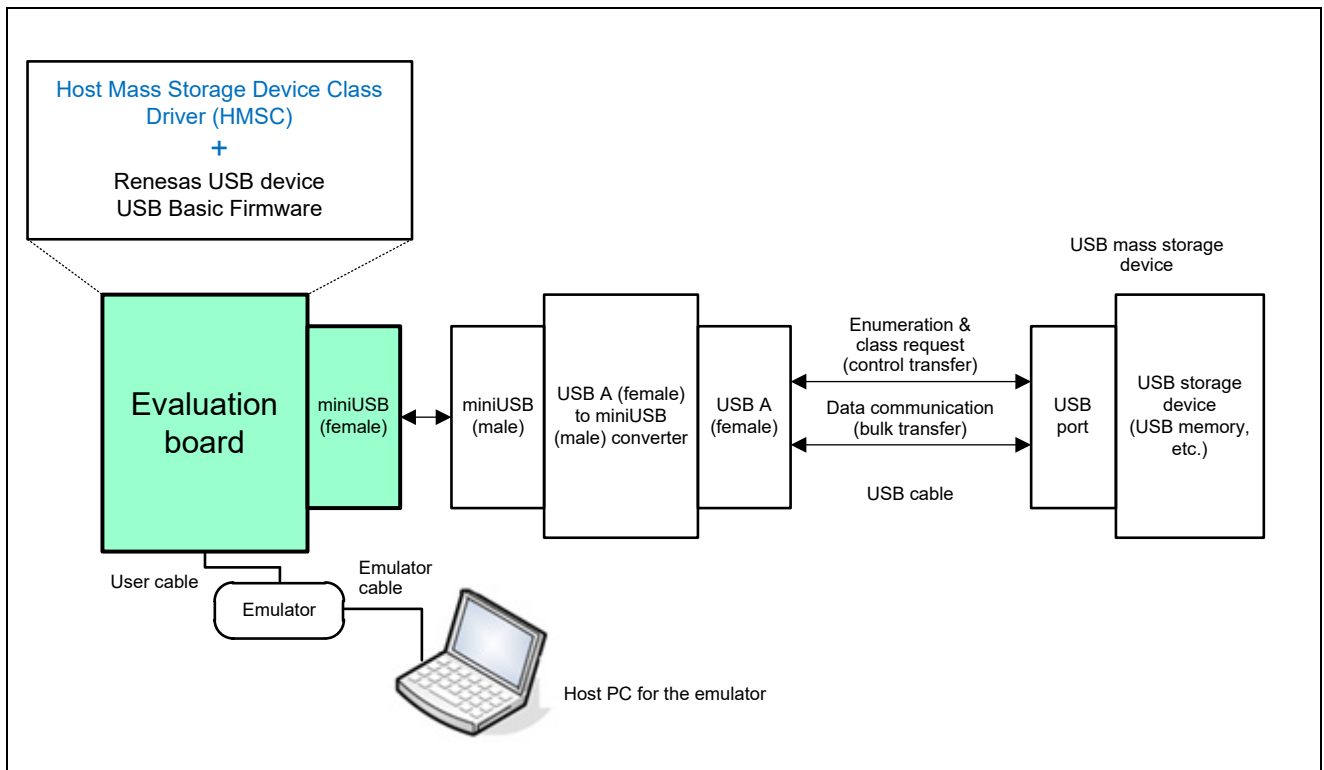 Host Mass Storage Device Class
Driver (HMSC)
+
Renesas USB device
USB Basic Firmware
USB mass storage
device
Evaluation
board
miniUSB
(female)
miniUSB
(male)
USB A (female)
to miniUSB
(male) converter
USB A
(female)
Enumeration &
class request
(control transfer)
Data communication
(bulk transfer)
USB cable
USB
port
USB storage
device
(USB memory,
etc.)
User cable
Emulator
Emulator
cable
Host PC for the emulator